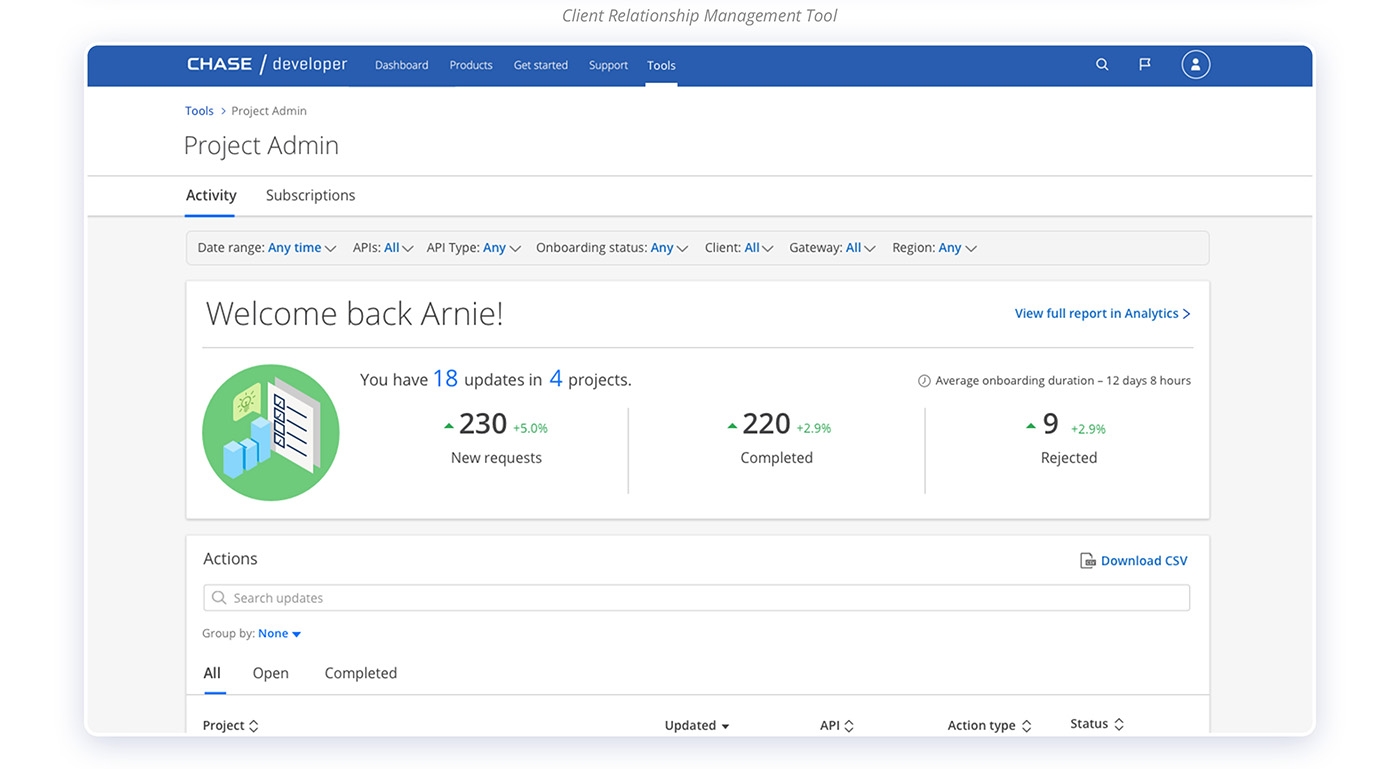 Client Relationship Management Tool
CHASE / developer Dashboard Products Get started Support Tools
Tools > Project Admin
Project Admin
Activity Subscriptions
Date range: Any time APIs: All API Type: Any Onboarding status: Any Client: All Gateway: All Region: Any
Welcome back Arnie!
View full report in Analytics >
You have 18 updates in 4 projects.
Average onboarding duration – 12 days 8 hours
230 +5.0%
New requests
220 +2.9%
Completed
9 +2.9%
Rejected
Actions
Download CSV
Search updates
Group by: None
All Open Completed
Project Updated API Action type Status